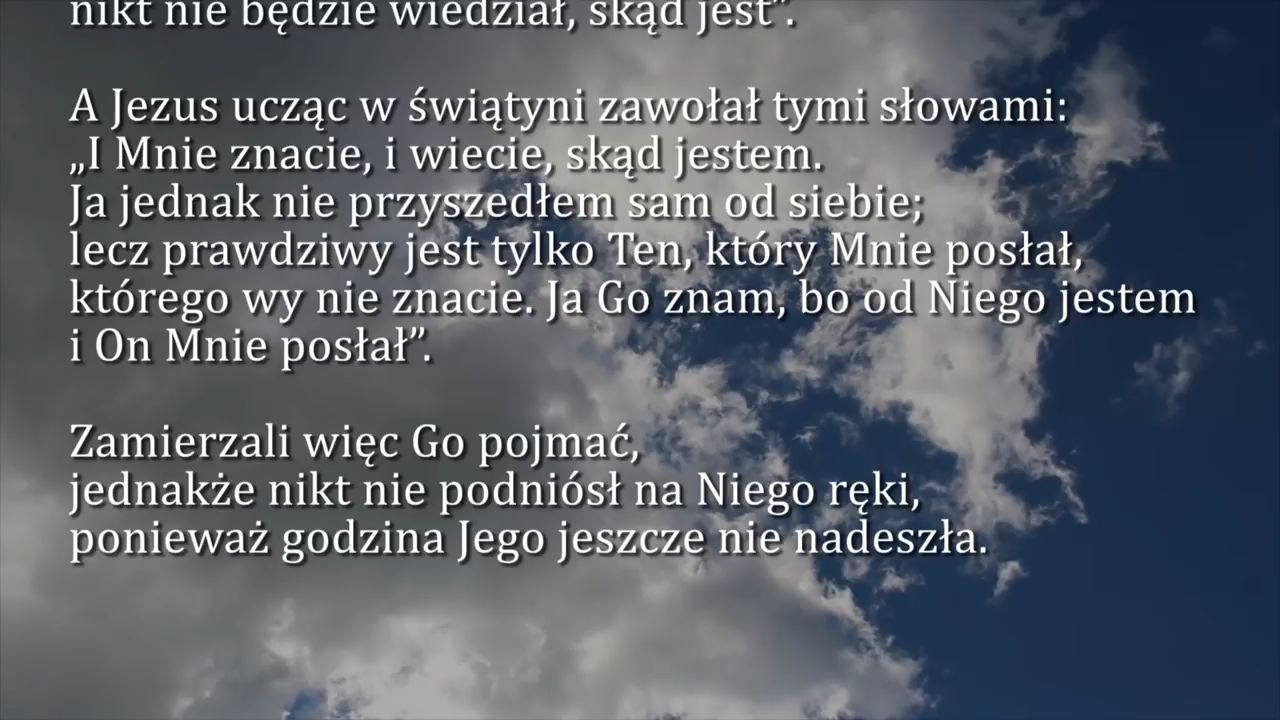 nikt nie będzie wiedział, skąd jest”.
A Jezus ucząc w świątyni zawołał tymi słowami:
„I Mnie znacie, i wiecie, skąd jestem.
Ja jednak nie przyszedłem sam od siebie;
lecz prawdziwy jest tylko Ten, który Mnie posłał,
którego wy nie znacie. Ja Go znam, bo od Niego jestem
i On Mnie posłał”.
Zamierzali więc Go pojmać,
jednakże nikt nie podniósł na Niego ręki,
ponieważ godzina Jego jeszcze nie nadeszła.